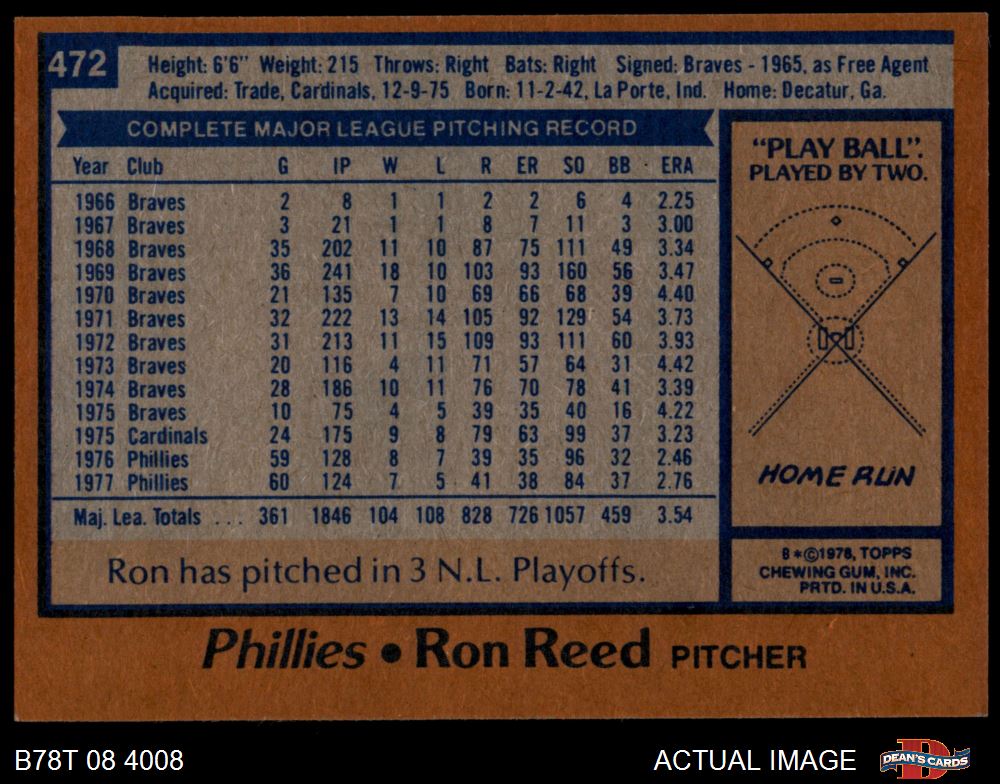 472
Height: 6'6" Weight: 215 Throws: Right Bats: Right Signed: Braves - 1965, as Free Agent
Acquired: Trade, Cardinals, 12-9-75 Born: 11-2-42, La Porte, Ind. Home: Decatur, Ga.
COMPLETE MAJOR LEAGUE PITCHING RECORD
Year Club G IP W L R ER SO BB ERA
1966 Braves 2 8 1 1 2 2 6 4 2.25
1967 Braves 3 21 1 1 8 7 11 3 3.00
1968 Braves 35 202 11 10 87 75 111 49 3.34
1969 Braves 36 241 18 10 103 93 160 56 3.47
1970 Braves 21 135 7 10 69 66 68 39 4.40
1971 Braves 32 222 13 14 105 92 129 54 3.73
1972 Braves 31 213 11 15 109 93 111 60 3.93
1973 Braves 20 116 4 11 71 57 64 31 4.42
1974 Braves 28 186 10 11 76 70 78 41 3.39
1975 Braves 10 75 4 5 39 35 40 16 4.22
1975 Cardinals 24 175 9 8 79 63 99 37 3.23
1976 Phillies 59 128 8 7 39 35 96 32 2.46
1977 Phillies 60 124 7 5 41 38 84 37 2.76
Maj. Lea. Totals ... 361 1846 104 108 828 726 1057 459 3.54
Ron has pitched in 3 N.L. Playoffs.
"PLAY BALL".
PLAYED BY TWO.
HOME RUN
B*©1978, TOPPS
CHEWING GUM, INC.
PRTD. IN U.S.A.
Phillies • Ron Reed PITCHER
B78T 08 4008
ACTUAL IMAGE
DEAN'S CARDS